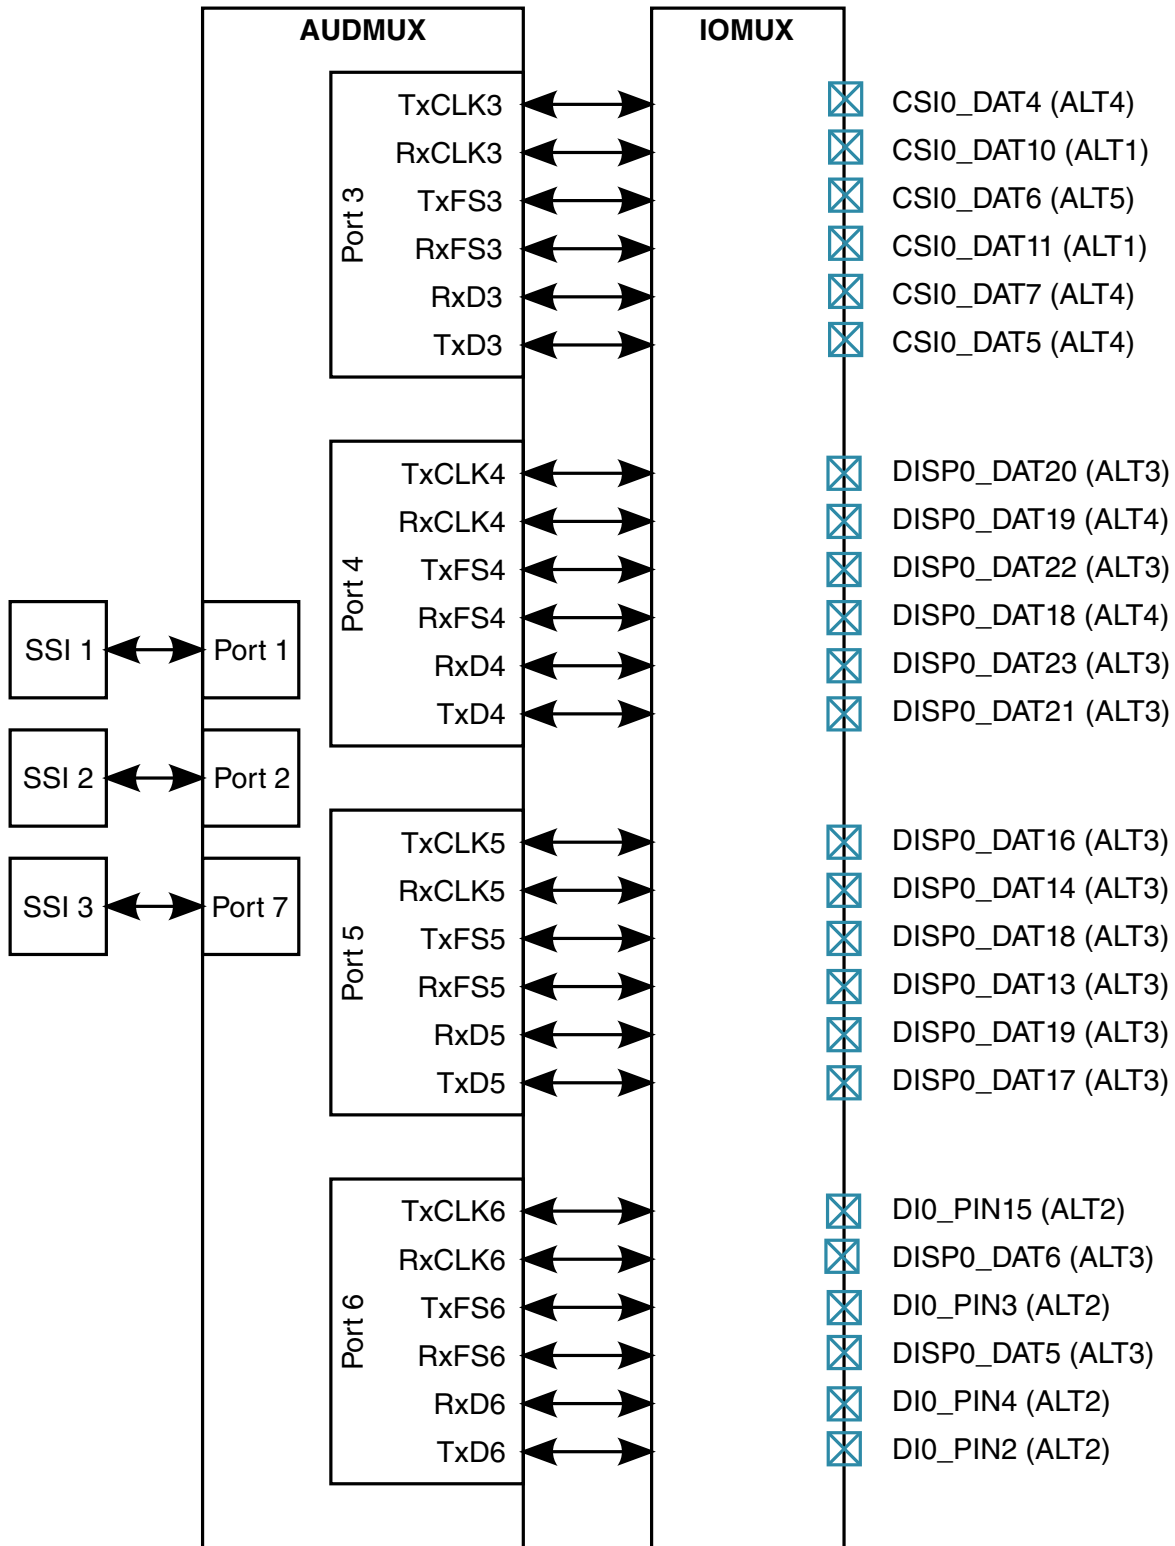 AUDMUX
IOMUX
Port 3
TxCLK3
CSI0_DAT4 (ALT4)
RxCLK3
CSI0_DAT10 (ALT1)
TxFS3
CSI0_DAT6 (ALT5)
RxFS3
CSI0_DAT11 (ALT1)
RxD3
CSI0_DAT7 (ALT4)
TxD3
CSI0_DAT5 (ALT4)
Port 4
TxCLK4
DISP0_DAT20 (ALT3)
RxCLK4
DISP0_DAT19 (ALT4)
TxFS4
DISP0_DAT22 (ALT3)
RxFS4
DISP0_DAT18 (ALT4)
RxD4
DISP0_DAT23 (ALT3)
TxD4
DISP0_DAT21 (ALT3)
SSI 1
Port 1
SSI 2
Port 2
SSI 3
Port 7
Port 5
TxCLK5
DISP0_DAT16 (ALT3)
RxCLK5
DISP0_DAT14 (ALT3)
TxFS5
DISP0_DAT18 (ALT3)
RxFS5
DISP0_DAT13 (ALT3)
RxD5
DISP0_DAT19 (ALT3)
TxD5
DISP0_DAT17 (ALT3)
Port 6
TxCLK6
DI0_PIN15 (ALT2)
RxCLK6
DISP0_DAT6 (ALT3)
TxFS6
DI0_PIN3 (ALT2)
RxFS6
DISP0_DAT5 (ALT3)
RxD6
DI0_PIN4 (ALT2)
TxD6
DI0_PIN2 (ALT2)